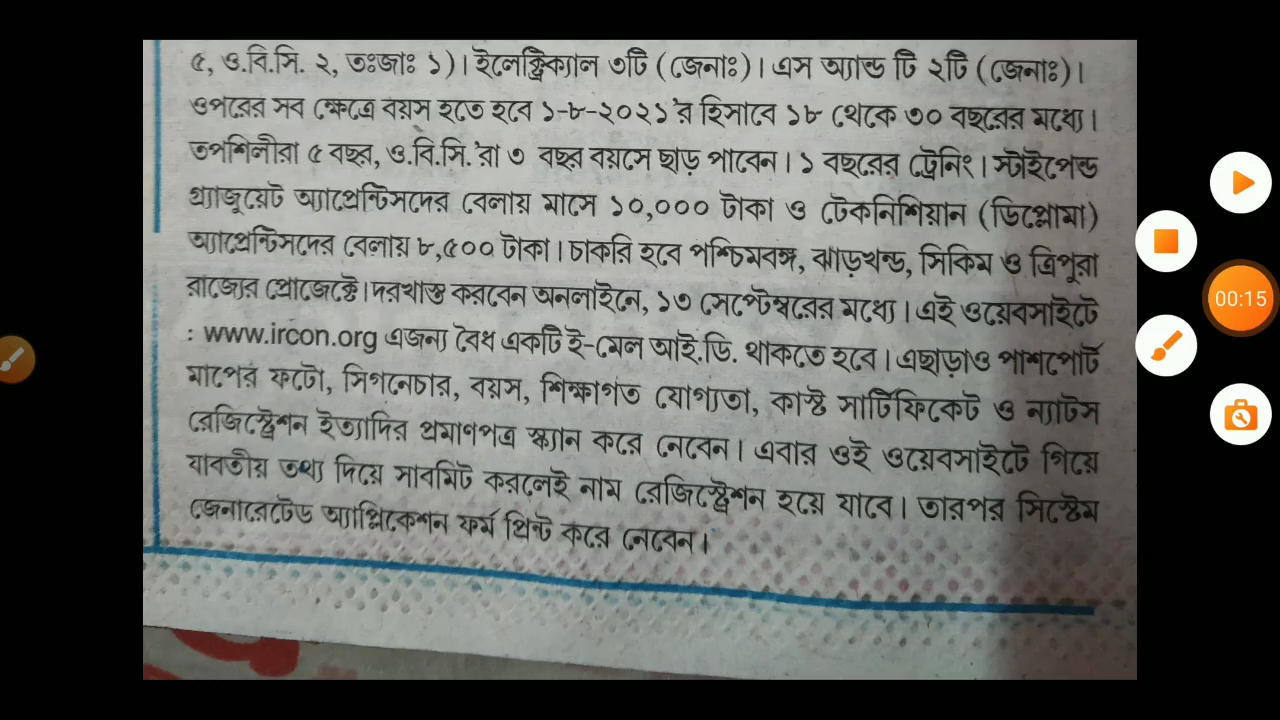 ৫, ও.বি.সি. ২, তঃজাঃ ১)। ইলেক্ট্রিক্যাল ৩টি (জেনাঃ)। এস অ্যান্ড টি ২টি (জেনাঃ)।
ওপরের সব ক্ষেত্রে বয়স হতে হবে ১-৮-২০২১'র হিসাবে ১৮ থেকে ৩০ বছরের মধ্যে।
তপশিলীরা ৫ বছর, ও.বি.সি.'রা ৩ বছর বয়সে ছাড় পাবেন। ১ বছরের ট্রেনিং। স্টাইপেন্ড
গ্র্যাজুয়েট অ্যাপ্রেন্টিসদের বেলায় মাসে ১০,০০০ টাকা ও টেকনিশিয়ান (ডিপ্লোমা)
অ্যাপ্রেন্টিসদের বেলায় ৮,৫০০ টাকা। চাকরি হবে পশ্চিমবঙ্গ, ঝাড়খন্ড, সিকিম ও ত্রিপুরা
রাজ্যের প্রোজেক্টে। দরখাস্ত করবেন অনলাইনে, ১৩ সেপ্টেম্বরের মধ্যে। এই ওয়েবসাইটে
: www.ircon.org এজন্য বৈধ একটি ই-মেল আই.ডি. থাকতে হবে। এছাড়াও পাশপোর্ট
মাপের ফটো, সিগনেচার, বয়স, শিক্ষাগত যোগ্যতা, কাস্ট সার্টিফিকেট ও ন্যাটস
রেজিস্ট্রেশন ইত্যাদির প্রমাণপত্র স্ক্যান করে নেবেন। এবার ওই ওয়েবসাইটে গিয়ে
যাবতীয় তথ্য দিয়ে সাবমিট করলেই নাম রেজিস্ট্রেশন হয়ে যাবে। তারপর সিস্টেম
জেনারেটেড অ্যাপ্লিকেশন ফর্ম প্রিন্ট করে নেবেন।
00:15